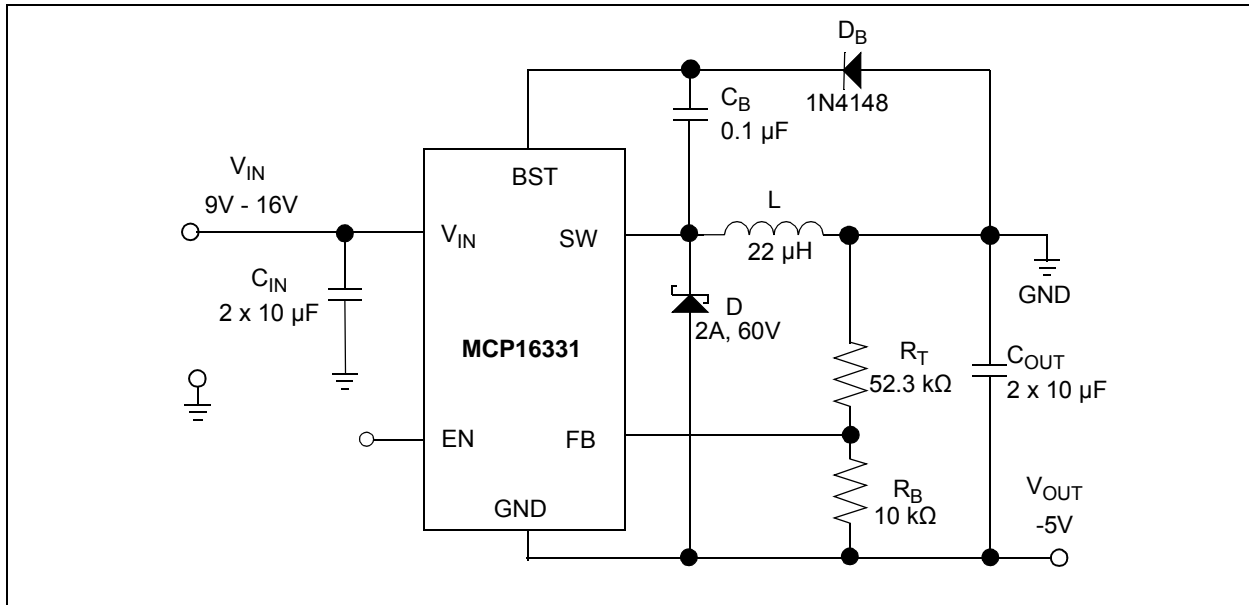 D_B
1N4148
C_B
0.1 µF
V_IN
9V - 16V
BST
L
V_IN
SW
22 µH
GND
C_IN
2 x 10 µF
D
2A, 60V
MCP16331
R_T
52.3 kΩ
C_OUT
2 x 10 µF
EN
FB
R_B
10 kΩ
V_OUT
-5V
GND